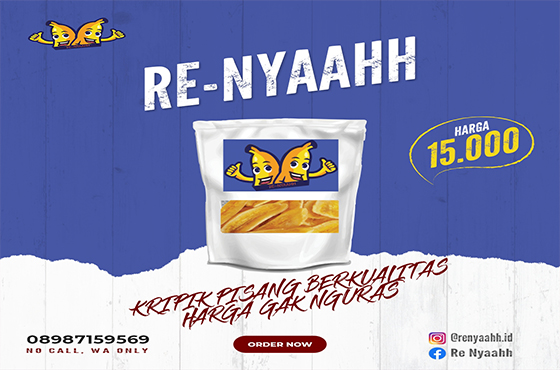 RE-NYAAHH
HARGA
15.000
KRIPIK PISANG BERKUALITAS
HARGA GAK NGURAS
08987159569
NO CALL, WA ONLY
ORDER NOW
@renyaahh.id
Re Nyaahh